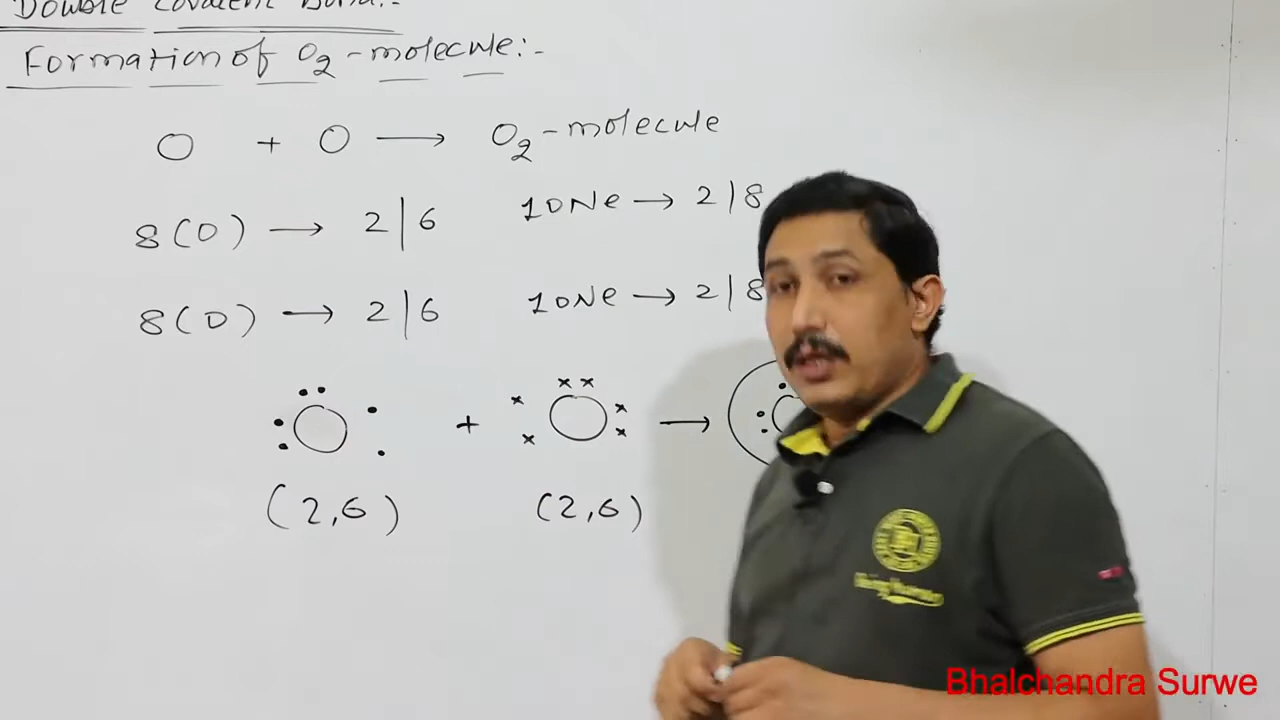 Double Covalent Bond:-
Formation of O2-molecule:-
O + O → O2-molecule
8(O) → 2|6 10Ne → 2|8
8(O) → 2|6 10Ne → 2|8
O + O →
(2,6) (2,6)
Bhalchandra Surwe